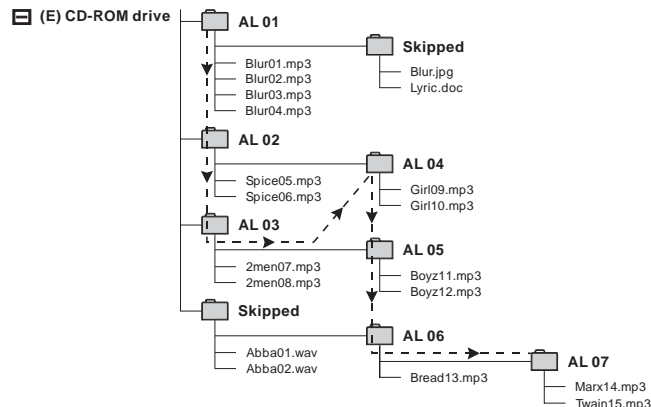 (E) CD-ROM drive
AL 01
Blur01.mp3
Blur02.mp3
Blur03.mp3
Blur04.mp3
Skipped
Blur.jpg
Lyric.doc
AL 02
Spice05.mp3
Spice06.mp3
AL 04
Girl09.mp3
Girl10.mp3
AL 03
2men07.mp3
2men08.mp3
AL 05
Boyz11.mp3
Boyz12.mp3
Skipped
Abba01.wav
Abba02.wav
AL 06
Bread13.mp3
AL 07
Marx14.mp3
Twain15.mp3